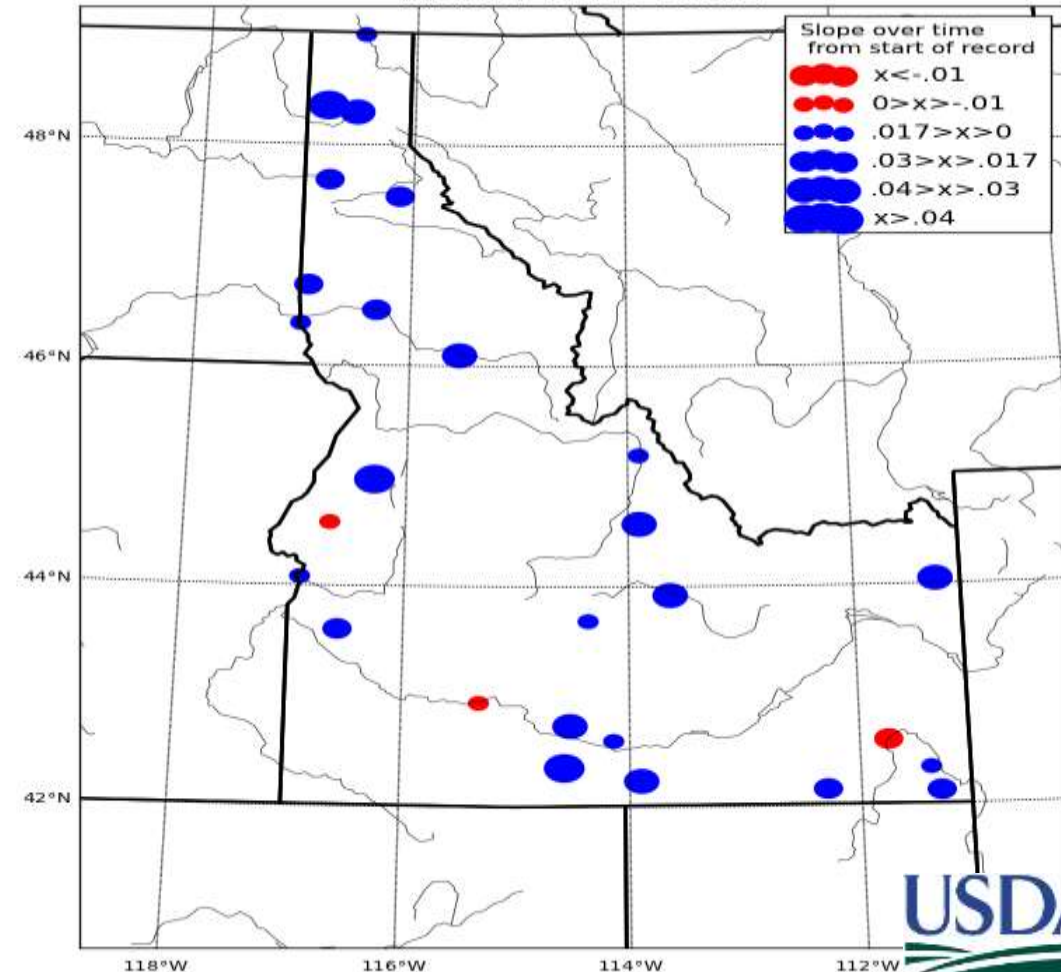 Slope over time
from start of record
x<-.01
0>x>-.01
.017>x>0
.03>x>.017
.04>x>.03
x>.04
48°N
46°N
44°N
42°N
118°W
116°W
114°W
112°W
USDA